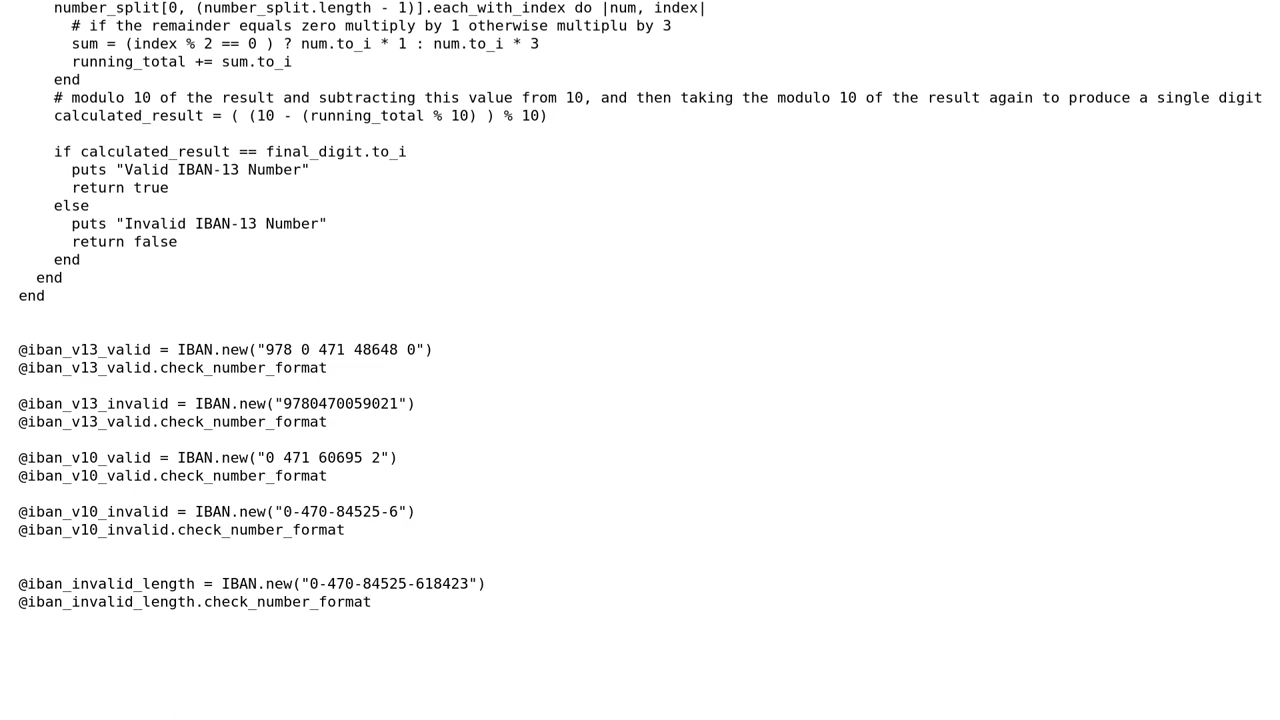 number_split[0, (number_split.length - 1)].each_with_index do |num, index|
# if the remainder equals zero multiply by 1 otherwise multiplu by 3
sum = (index % 2 == 0 ) ? num.to_i * 1 : num.to_i * 3
running_total += sum.to_i
end
# modulo 10 of the result and subtracting this value from 10, and then taking the modulo 10 of the result again to produce a single digit
calculated_result = ( (10 - (running_total % 10) ) % 10)
if calculated_result == final_digit.to_i
puts "Valid IBAN-13 Number"
return true
else
puts "Invalid IBAN-13 Number"
return false
end
end
end
@iban_v13_valid = IBAN.new("978 0 471 48648 0")
@iban_v13_valid.check_number_format
@iban_v13_invalid = IBAN.new("9780470059021")
@iban_v13_valid.check_number_format
@iban_v10_valid = IBAN.new("0 471 60695 2")
@iban_v10_valid.check_number_format
@iban_v10_invalid = IBAN.new("0-470-84525-6")
@iban_v10_invalid.check_number_format
@iban_invalid_length = IBAN.new("0-470-84525-618423")
@iban_invalid_length.check_number_format